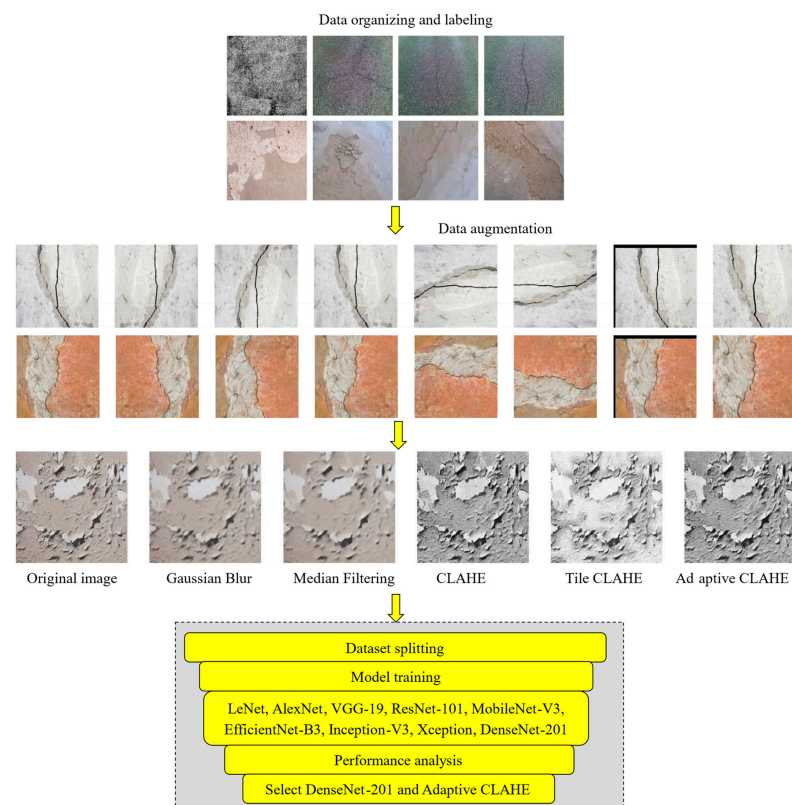 Data organizing and labeling
Data augmentation
Original image
Gaussian Blur
Median Filtering
CLAHE
Tile CLAHE
Ad aptive CLAHE
Dataset splitting
Model training
LeNet, AlexNet, VGG-19, ResNet-101, MobileNet-V3,
EfficientNet-B3, Inception-V3, Xception, DenseNet-201
Performance analysis
Select DenseNet-201 and Adaptive CLAHE